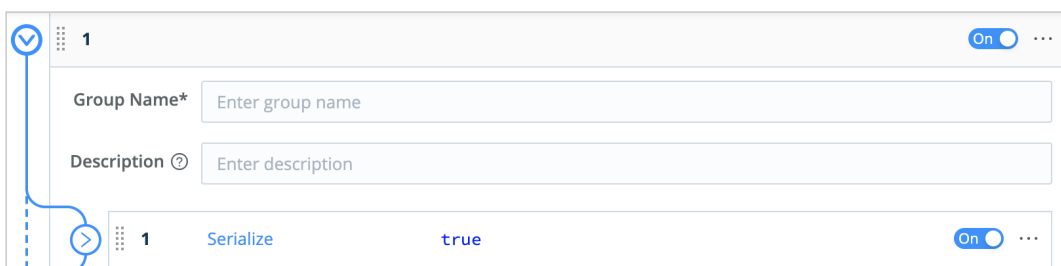 1 On ...
Group Name* Enter group name
Description ? Enter description
1 Serialize true On ...